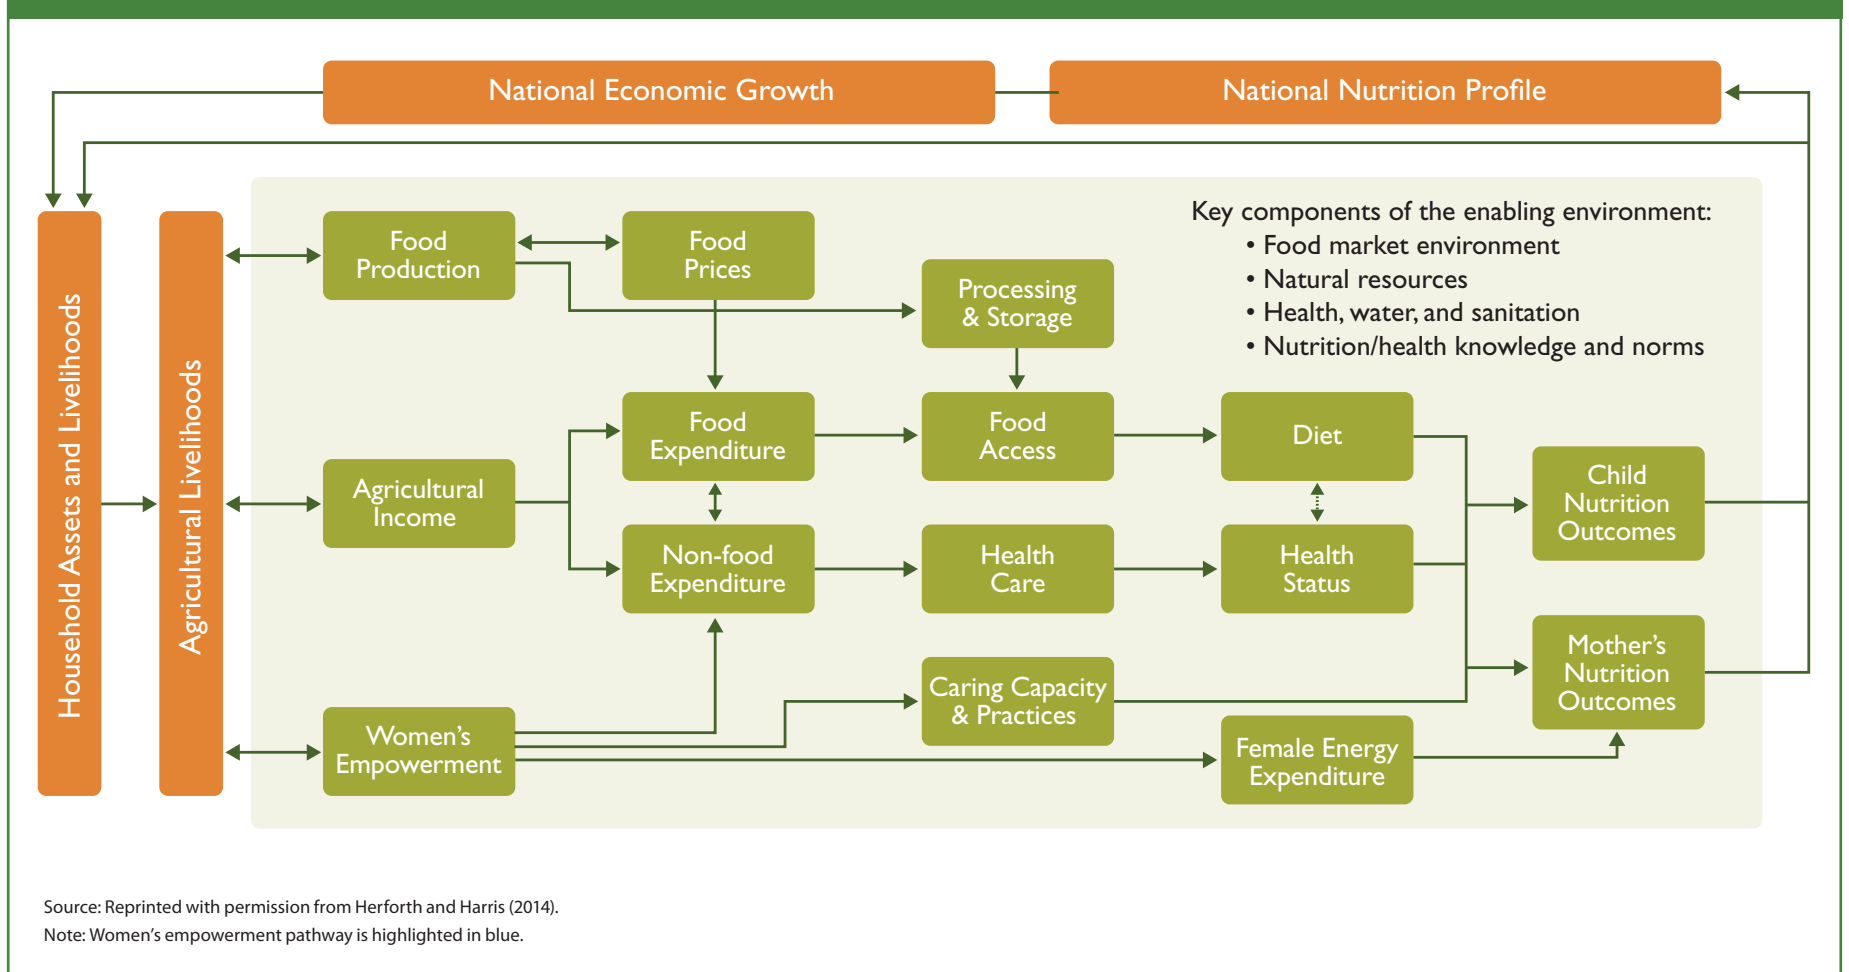 National Economic Growth
National Nutrition Profile
Household Assets and Livelihoods
Agricultural Livelihoods
Food
Production
Food
Prices
Processing
& Storage
Key components of the enabling environment:
• Food market environment
• Natural resources
• Health, water, and sanitation
• Nutrition/health knowledge and norms
Agricultural
Income
Food
Expenditure
Food
Access
Diet
Non-food
Expenditure
Health
Care
Health
Status
Child
Nutrition
Outcomes
Women's
Empowerment
Caring Capacity
& Practices
Female Energy
Expenditure
Mother's
Nutrition
Outcomes
Source: Reprinted with permission from Herforth and Harris (2014).
Note: Women's empowerment pathway is highlighted in blue.